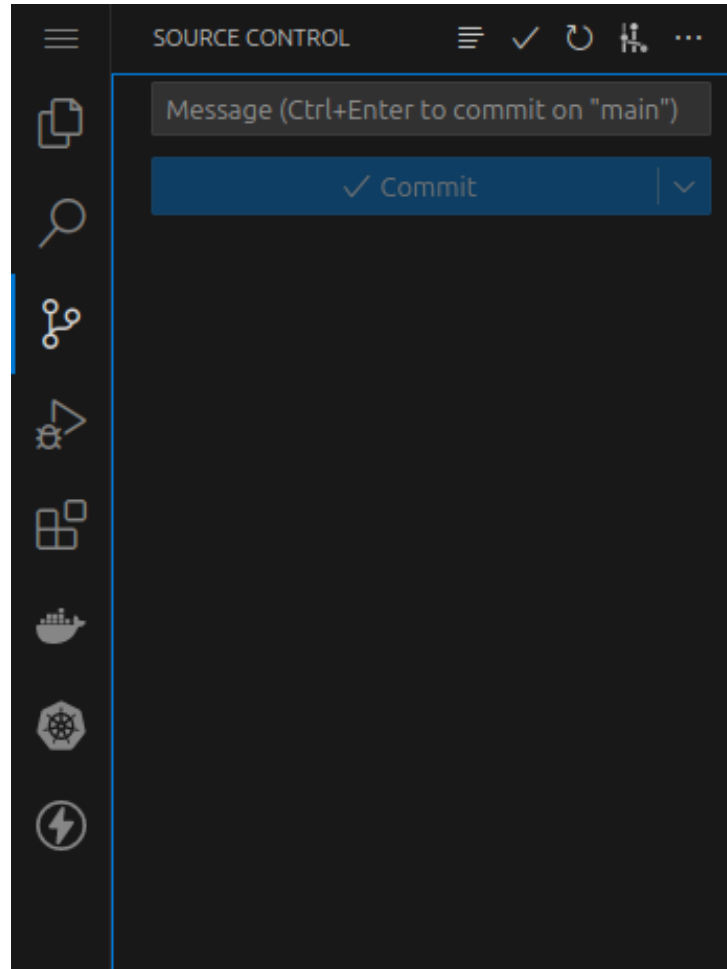 SOURCE CONTROL
Message (Ctrl+Enter to commit on "main")
Commit